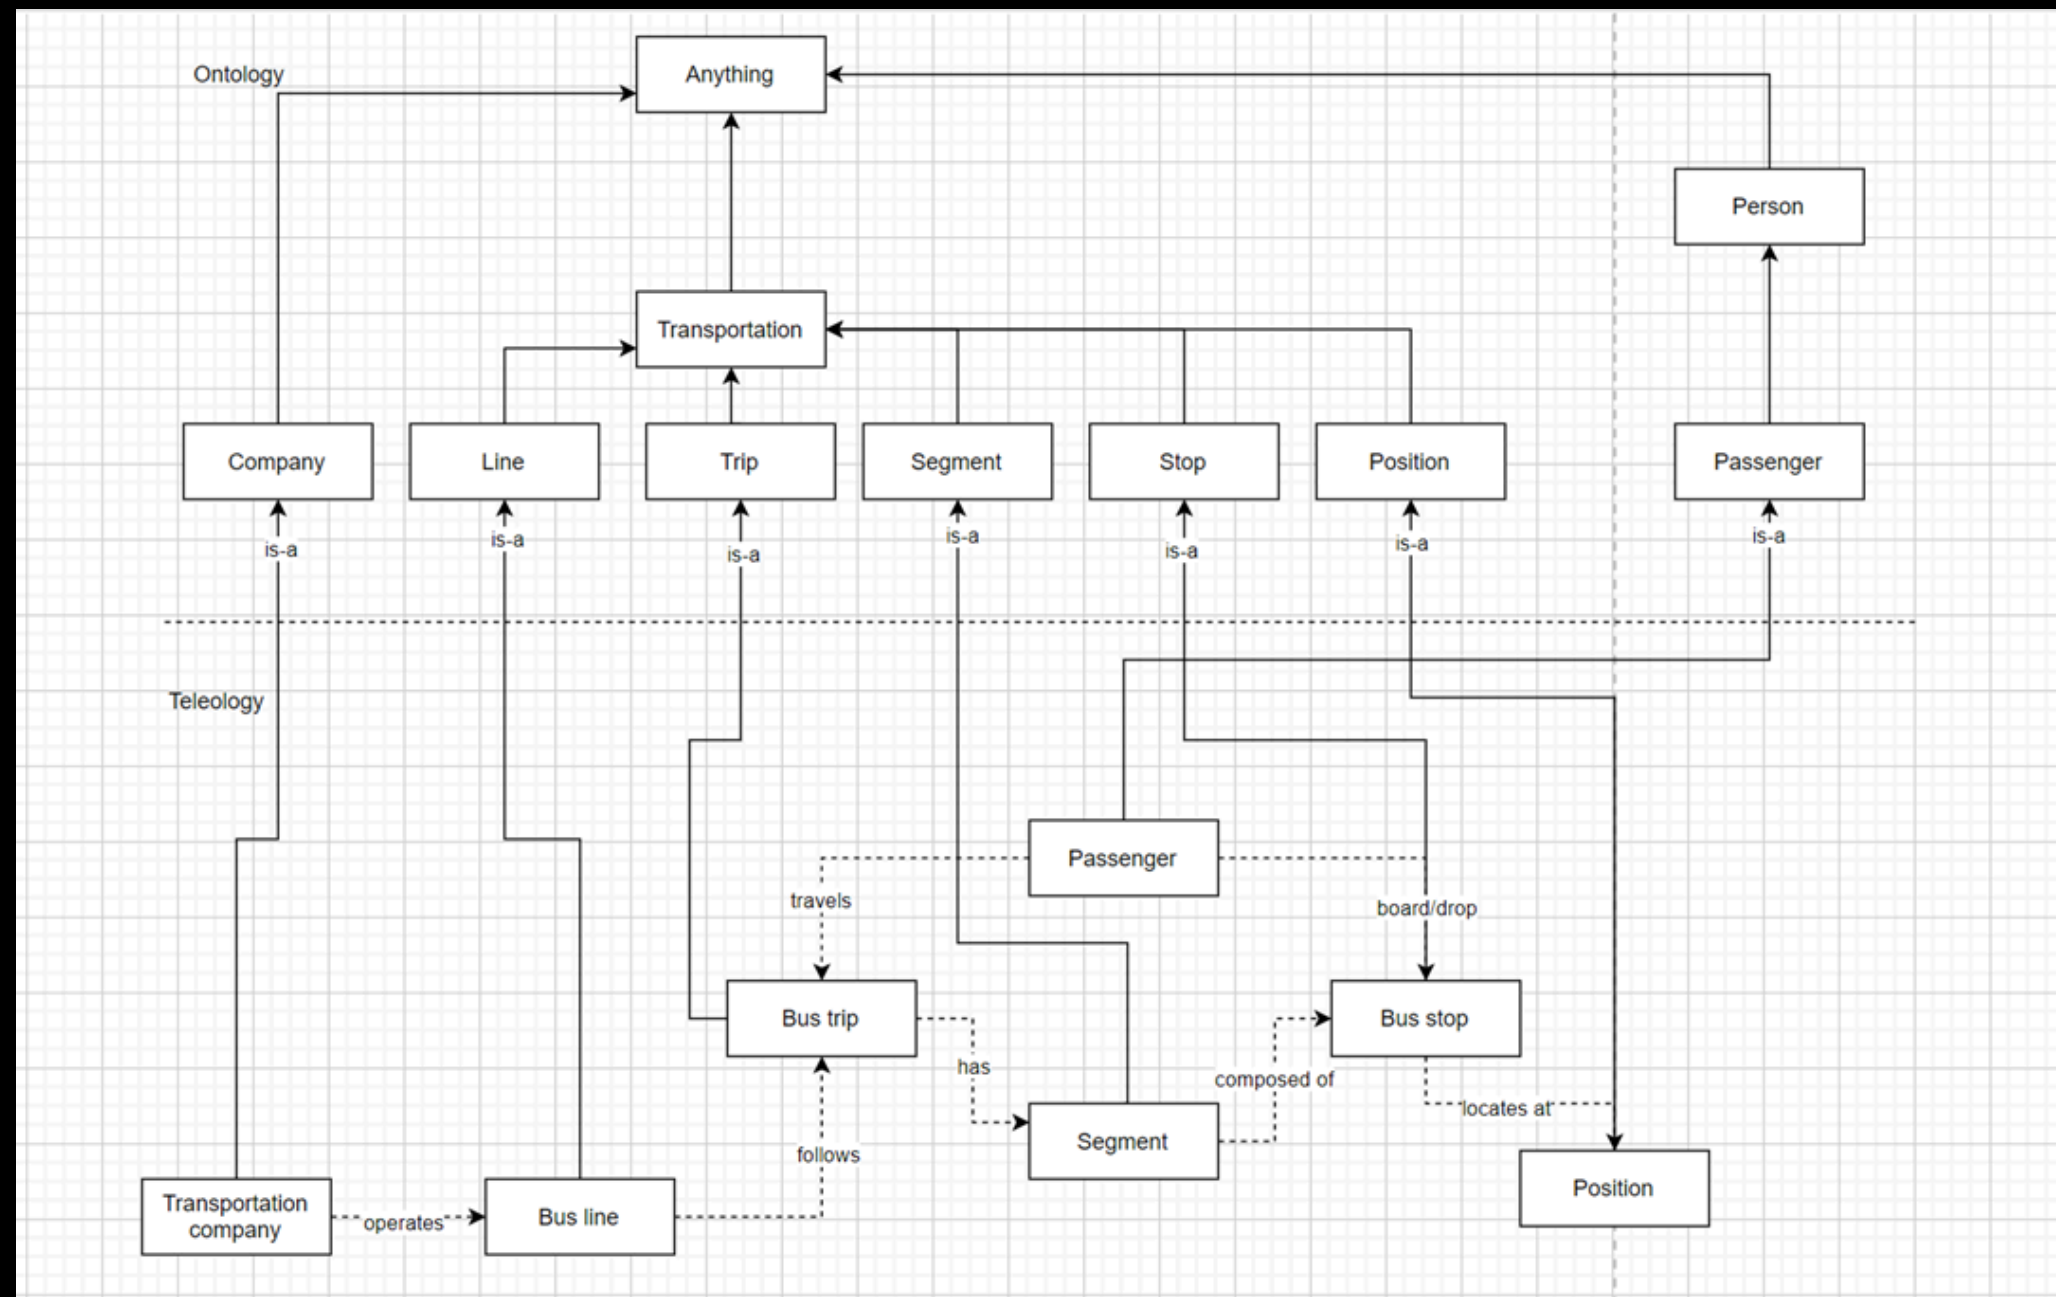 Ontology
Anything
Person
Transportation
Company
Line
Trip
Segment
Stop
Position
Passenger
is-a
is-a
is-a
is-a
is-a
is-a
is-a
Teleology
Passenger
travels
board/drop
Bus trip
Bus stop
has
composed of
locates at
Segment
follows
Position
Transportation
company
operates
Bus line